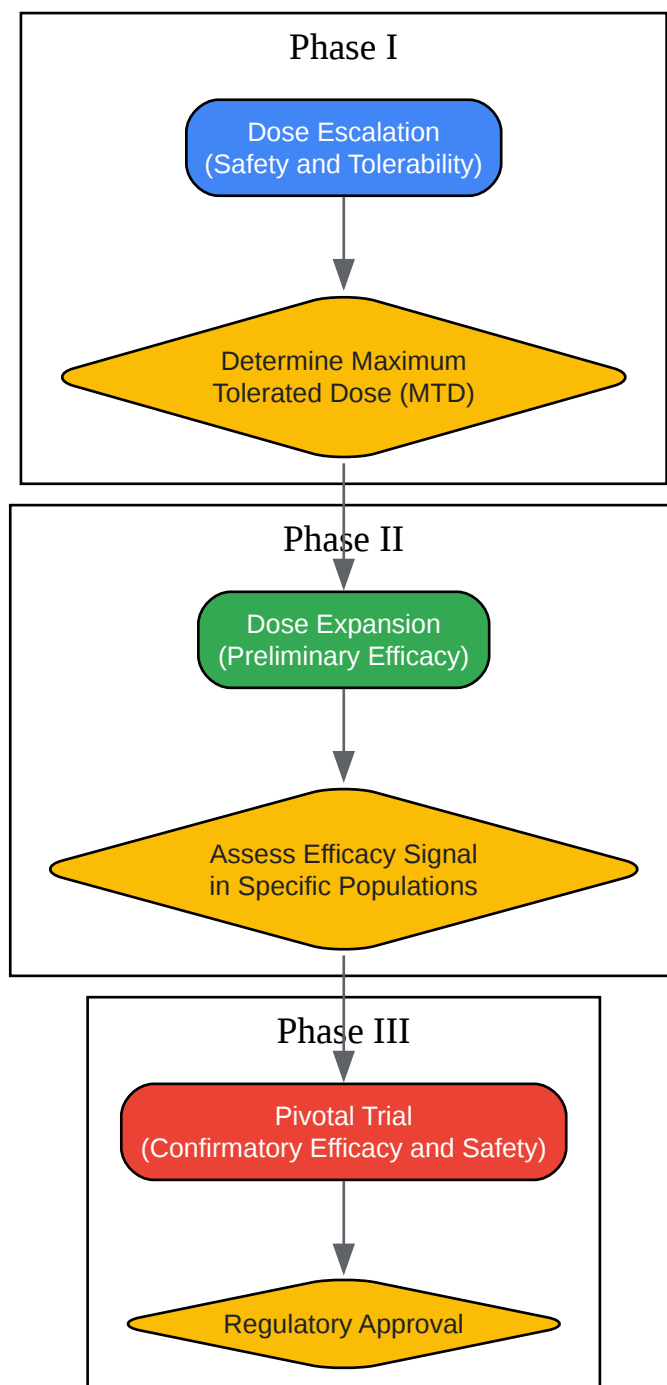 Phase I
Dose Escalation
(Safety and Tolerability)
Determine Maximum
Tolerated Dose (MTD)
Phase II
Dose Expansion
(Preliminary Efficacy)
Assess Efficacy Signal
in Specific Populations
Phase III
Pivotal Trial
(Confirmatory Efficacy and Safety)
Regulatory Approval